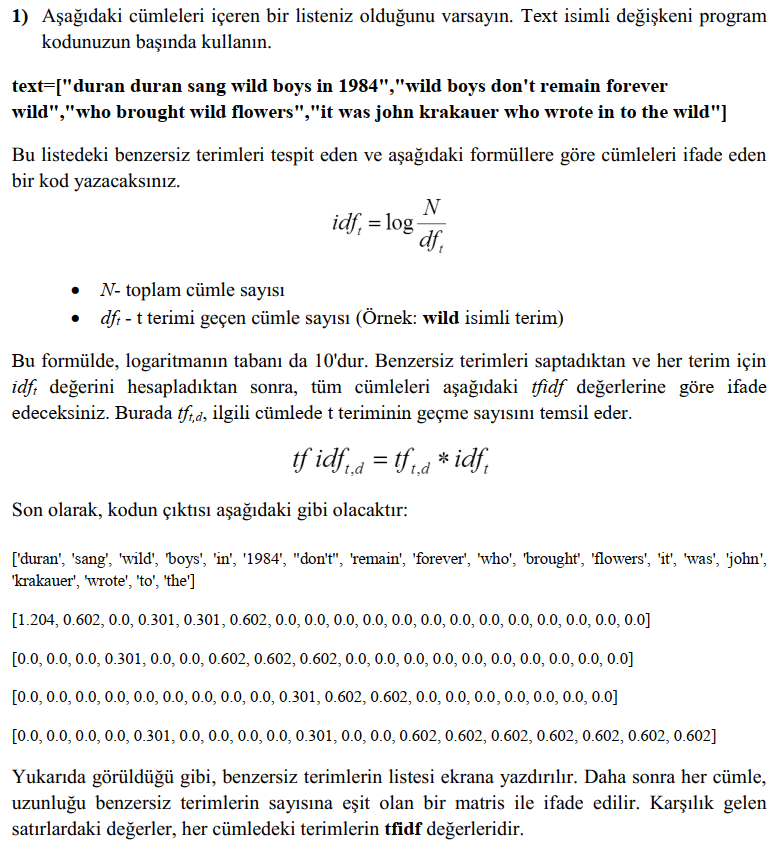 1) Aşağıdaki cümleleri içeren bir listeniz olduğunu varsayın. Text isimli değişkeni program
kodunuzun başında kullanın.
text=["duran duran sang wild boys in 1984","wild boys don't remain forever
wild","who brought wild flowers","it was john krakauer who wrote in to the wild"]
Bu listedeki benzersiz terimleri tespit eden ve aşağıdaki formüllere göre cümleleri ifade eden
bir kod yazacaksınız.
idf_t = log N/df_t
• N- toplam cümle sayısı
• df_t - t terimi geçen cümle sayısı (Örnek: wild isimli terim)
Bu formülde, logaritmanın tabanı da 10'dur. Benzersiz terimleri saptadıktan ve her terim için
idf_t değerini hesapladıktan sonra, tüm cümleleri aşağıdaki tfidf değerlerine göre ifade
edeceksiniz. Burada tf_t,d, ilgili cümlede t teriminin geçme sayısını temsil eder.
tf idf_t,d = tf_t,d * idf_t
Son olarak, kodun çıktısı aşağıdaki gibi olacaktır:
['duran', 'sang', 'wild', 'boys', 'in', '1984', "don't", 'remain', 'forever', 'who', 'brought', 'flowers', 'it', 'was', 'john',
'krakauer', 'wrote', 'to', 'the']
[1.204, 0.602, 0.0, 0.301, 0.301, 0.602, 0.0, 0.0, 0.0, 0.0, 0.0, 0.0, 0.0, 0.0, 0.0, 0.0, 0.0, 0.0, 0.0]
[0.0, 0.0, 0.0, 0.301, 0.0, 0.0, 0.602, 0.602, 0.602, 0.0, 0.0, 0.0, 0.0, 0.0, 0.0, 0.0, 0.0, 0.0, 0.0]
[0.0, 0.0, 0.0, 0.0, 0.0, 0.0, 0.0, 0.0, 0.0, 0.301, 0.602, 0.602, 0.0, 0.0, 0.0, 0.0, 0.0, 0.0, 0.0]
[0.0, 0.0, 0.0, 0.0, 0.301, 0.0, 0.0, 0.0, 0.0, 0.301, 0.0, 0.0, 0.602, 0.602, 0.602, 0.602, 0.602, 0.602, 0.602]
Yukarıda görüldüğü gibi, benzersiz terimlerin listesi ekrana yazdırılır. Daha sonra her cümle,
uzunluğu benzersiz terimlerin sayısına eşit olan bir matris ile ifade edilir. Karşılık gelen
satırlardaki değerler, her cümledeki terimlerin tfidf değerleridir.